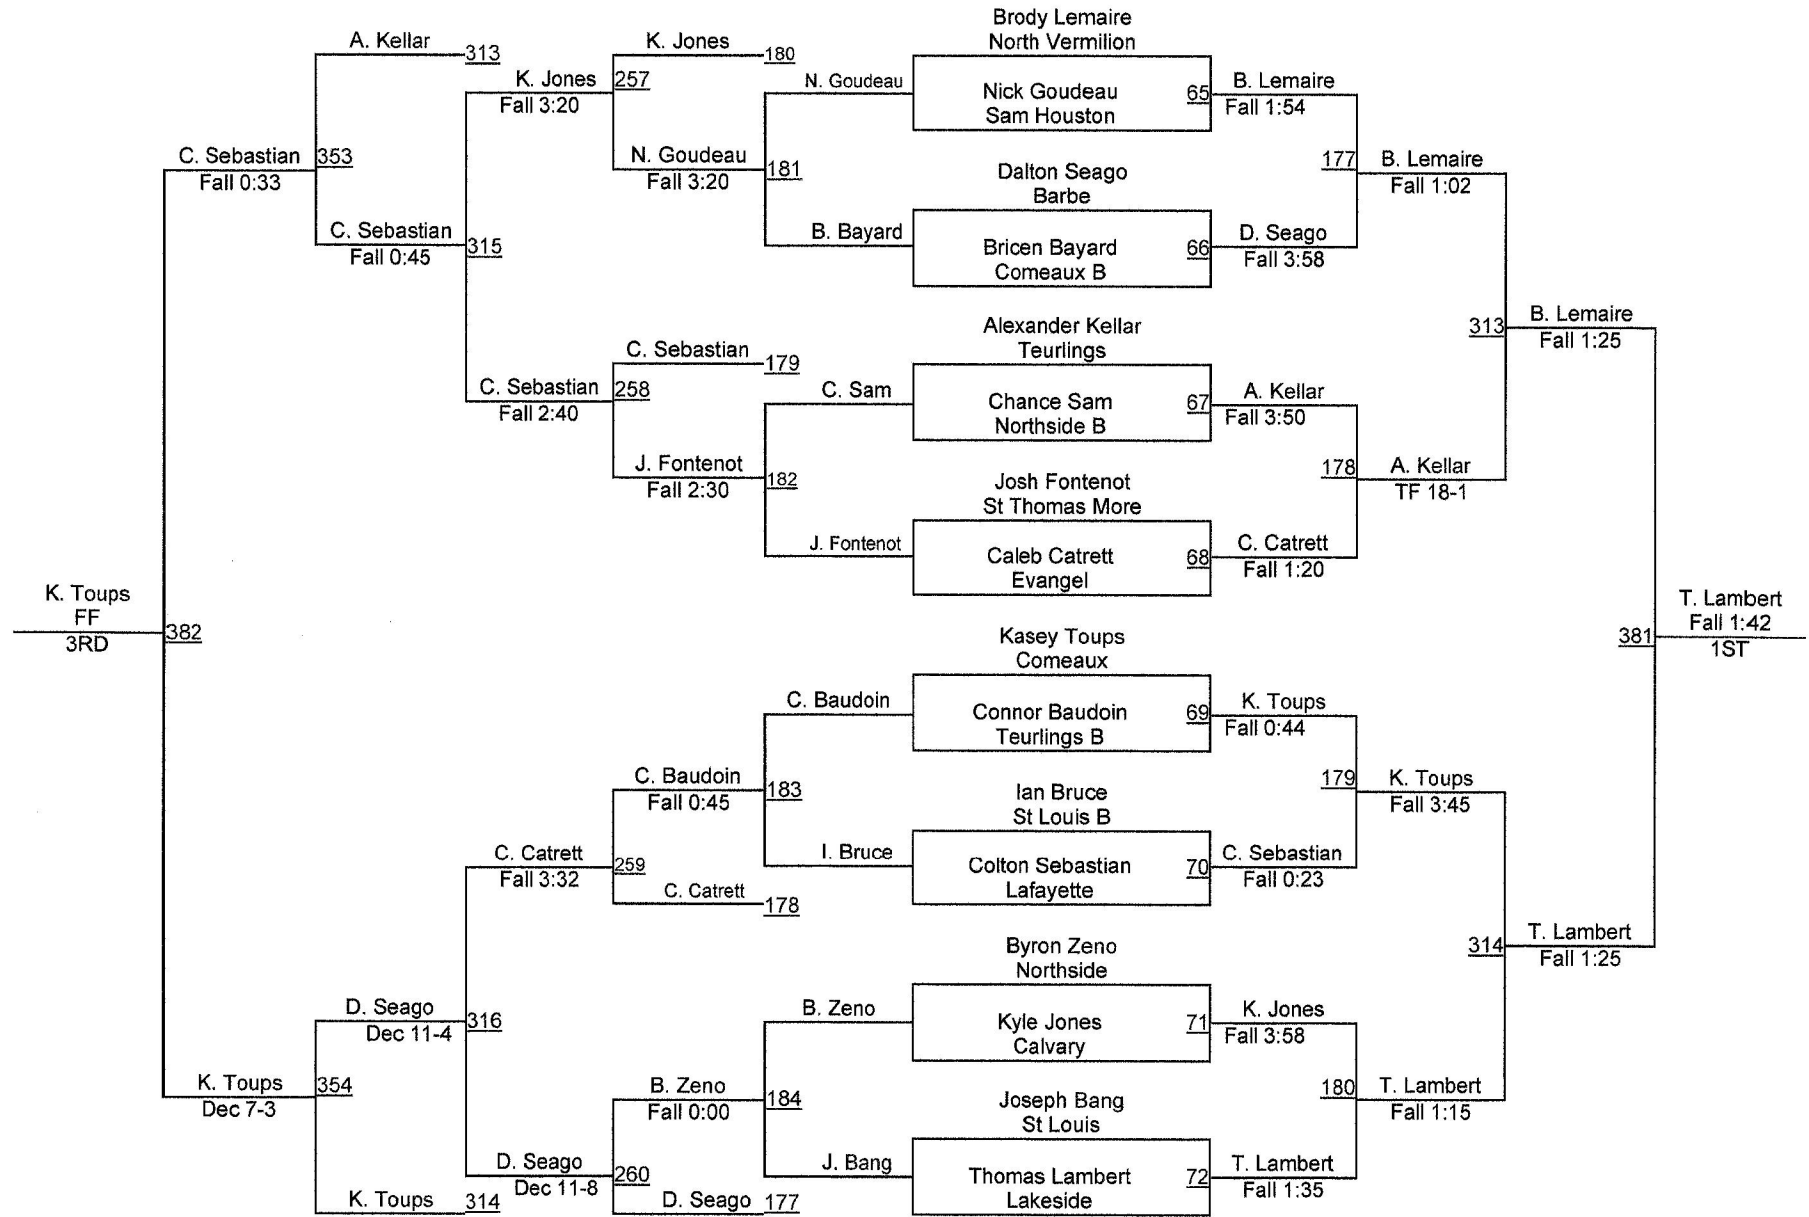 Brody Lemaire
North Vermilion
A. Kellar
313
K. Jones
180
K. Jones
257
Fall 3:20
N. Goudeau
Nick Goudeau
Sam Houston
65
B. Lemaire
Fall 1:54
C. Sebastian
353
Fall 0:33
N. Goudeau
181
Fall 3:20
Dalton Seago
Barbe
177
B. Lemaire
Fall 1:02
C. Sebastian
315
Fall 0:45
B. Bayard
Bricen Bayard
Comeaux B
66
D. Seago
Fall 3:58
Alexander Kellar
Teurlings
313
B. Lemaire
Fall 1:25
C. Sebastian
179
C. Sebastian
258
Fall 2:40
C. Sam
Chance Sam
Northside B
67
A. Kellar
Fall 3:50
J. Fontenot
182
Fall 2:30
Josh Fontenot
St Thomas More
178
A. Kellar
TF 18-1
J. Fontenot
Caleb Catrett
Evangel
68
C. Catrett
Fall 1:20
K. Toups
FF
382
3RD
Kasey Toups
Comeaux
T. Lambert
Fall 1:42
381
1ST
C. Baudoin
Connor Baudoin
Teurlings B
69
K. Toups
Fall 0:44
C. Baudoin
183
Fall 0:45
Ian Bruce
St Louis B
179
K. Toups
Fall 3:45
C. Catrett
259
Fall 3:32
I. Bruce
Colton Sebastian
Lafayette
70
C. Sebastian
Fall 0:23
C. Catrett
178
Byron Zeno
Northside
314
T. Lambert
Fall 1:25
D. Seago
316
Dec 11-4
B. Zeno
Kyle Jones
Calvary
71
K. Jones
Fall 3:58
K. Toups
354
Dec 7-3
B. Zeno
184
Fall 0:00
Joseph Bang
St Louis
180
T. Lambert
Fall 1:15
D. Seago
260
Dec 11-8
J. Bang
Thomas Lambert
Lakeside
72
T. Lambert
Fall 1:35
K. Toups
314
D. Seago
177